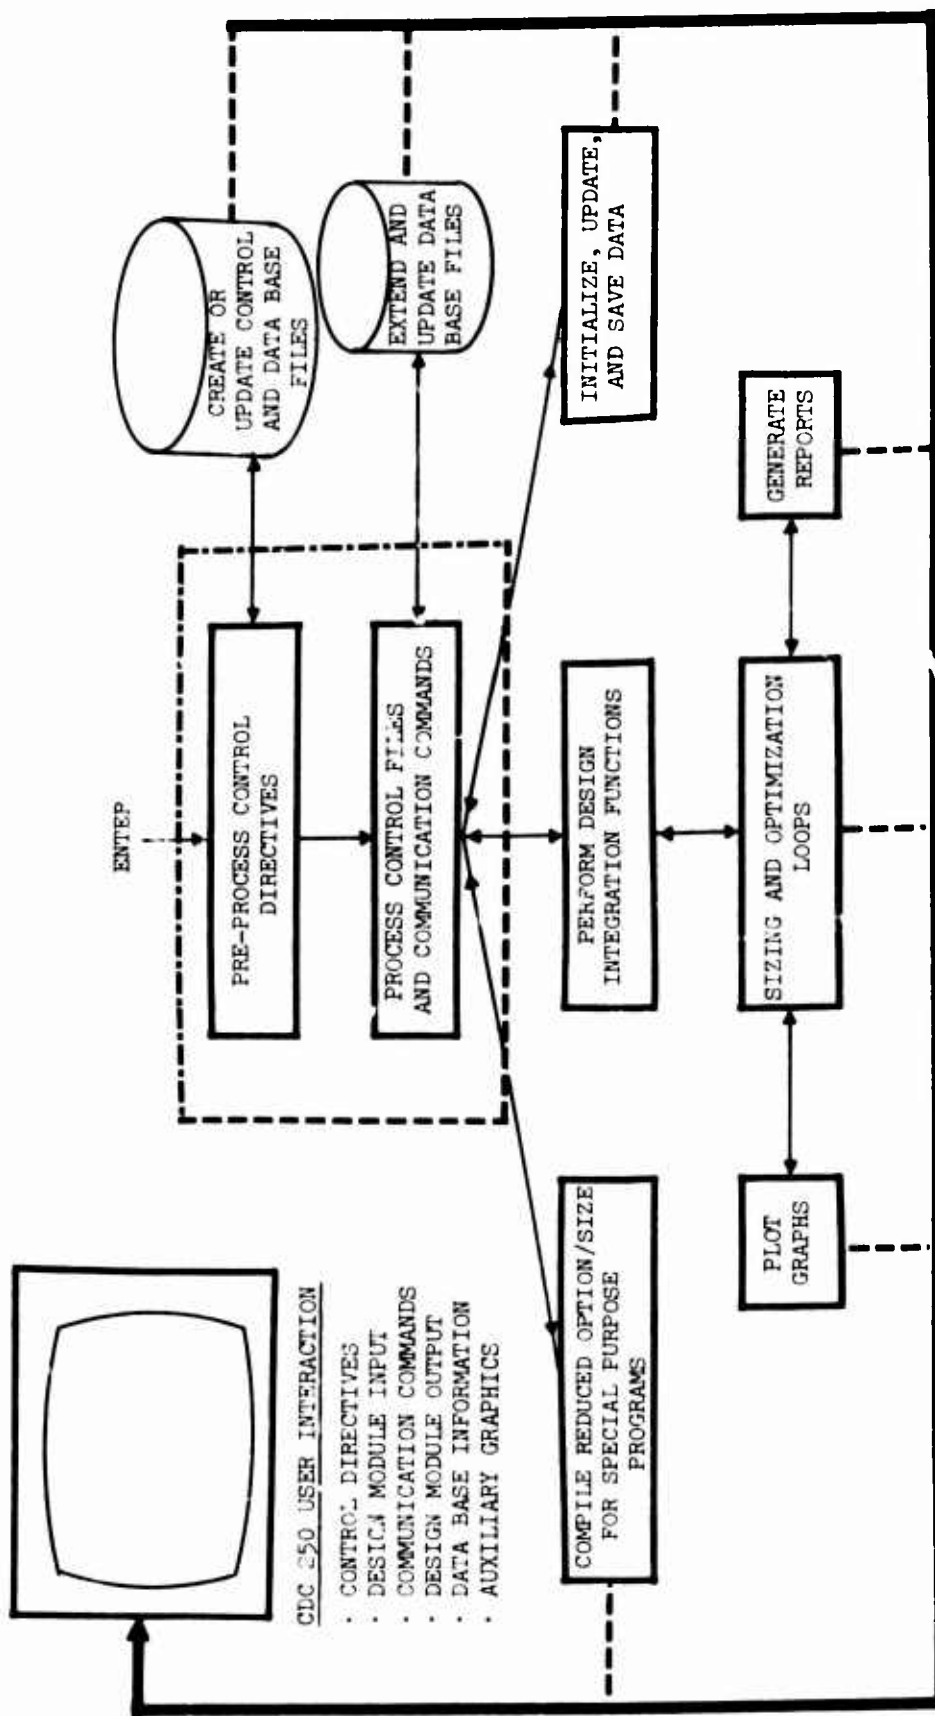 CDC 250 USER INTERACTION
. CONTROL DIRECTIVES
. DESIGN MODULE INPUT
. COMMUNICATION COMMANDS
. DESIGN MODULE OUTPUT
. DATA BASE INFORMATION
. AUXILIARY GRAPHICS
ENTEP
PRE-PROCESS CONTROL
DIRECTIVES
CREATE OR
UPDATE CONTROL
AND DATA BASE
FILES
PROCESS CONTROL FILES
AND COMMUNICATION COMMANDS
EXTEND AND
UPDATE DATA
BASE FILES
COMPILE REDUCED OPTION/SIZE
FOR SPECIAL PURPOSE
PROGRAMS
PERFORM DESIGN
INTEGRATION FUNCTIONS
INITIALIZE, UPDATE,
AND SAVE DATA
PLOT
GRAPHS
SIZING AND OPTIMIZATION
LOOPS
GENERATE
REPORTS